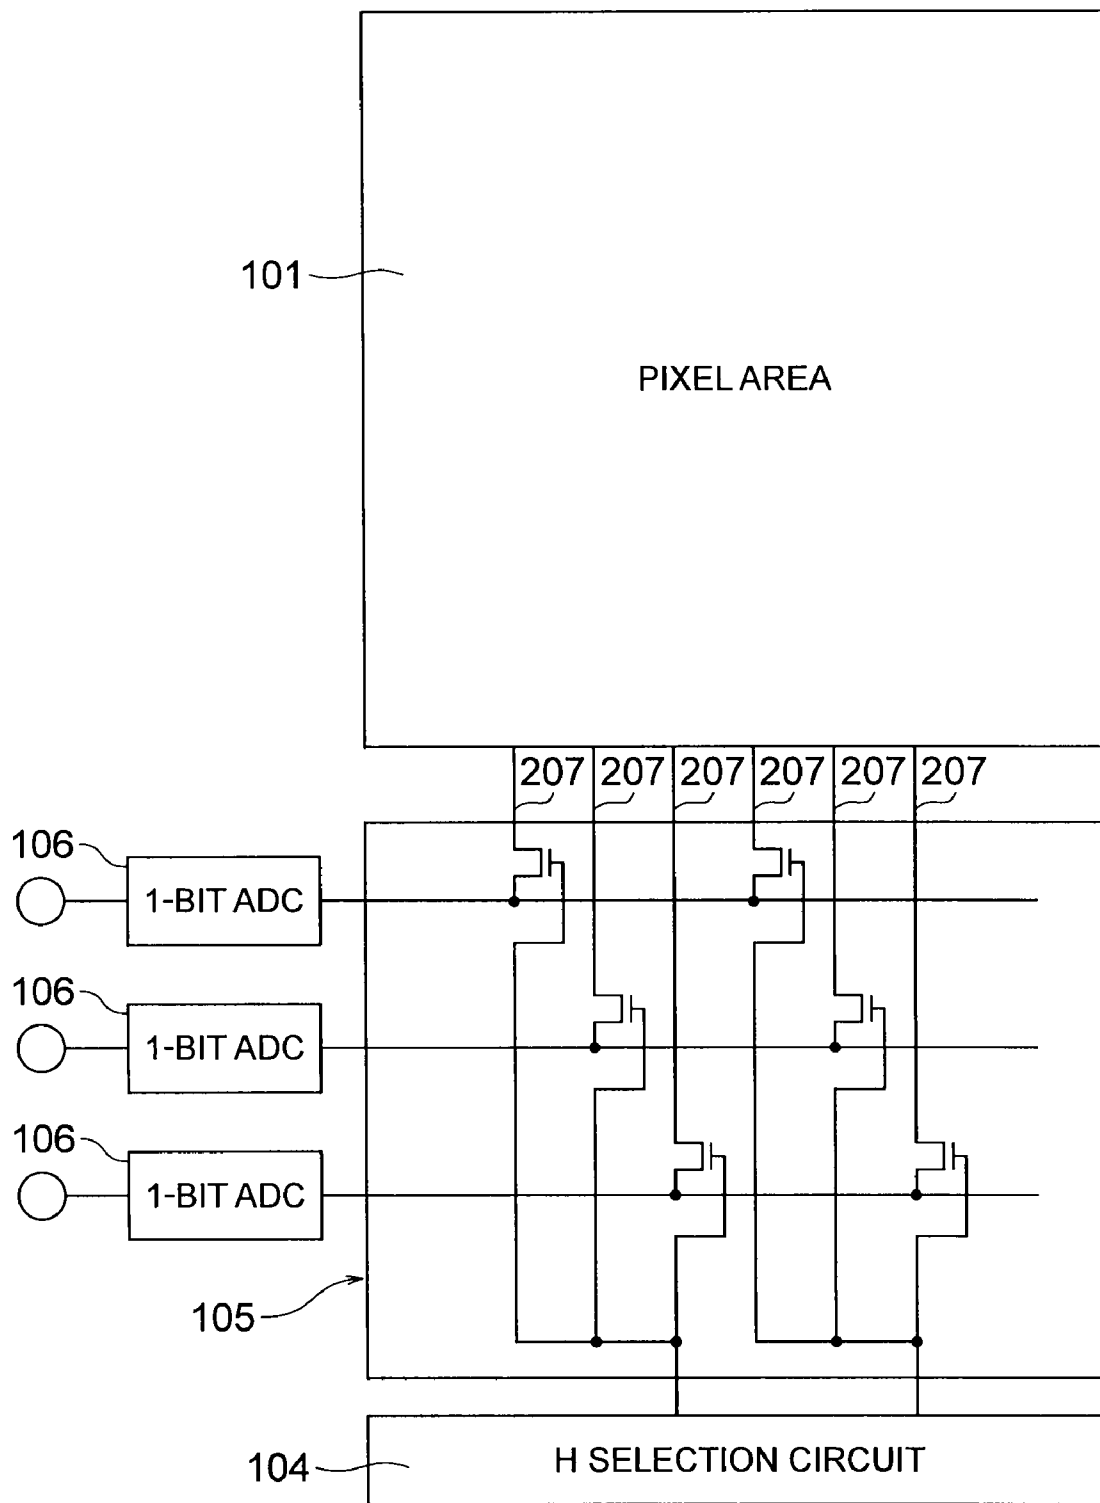 101
PIXEL AREA
207 207 207 207 207 207
106
1-BIT ADC
106
1-BIT ADC
106
1-BIT ADC
105
104
H SELECTION CIRCUIT